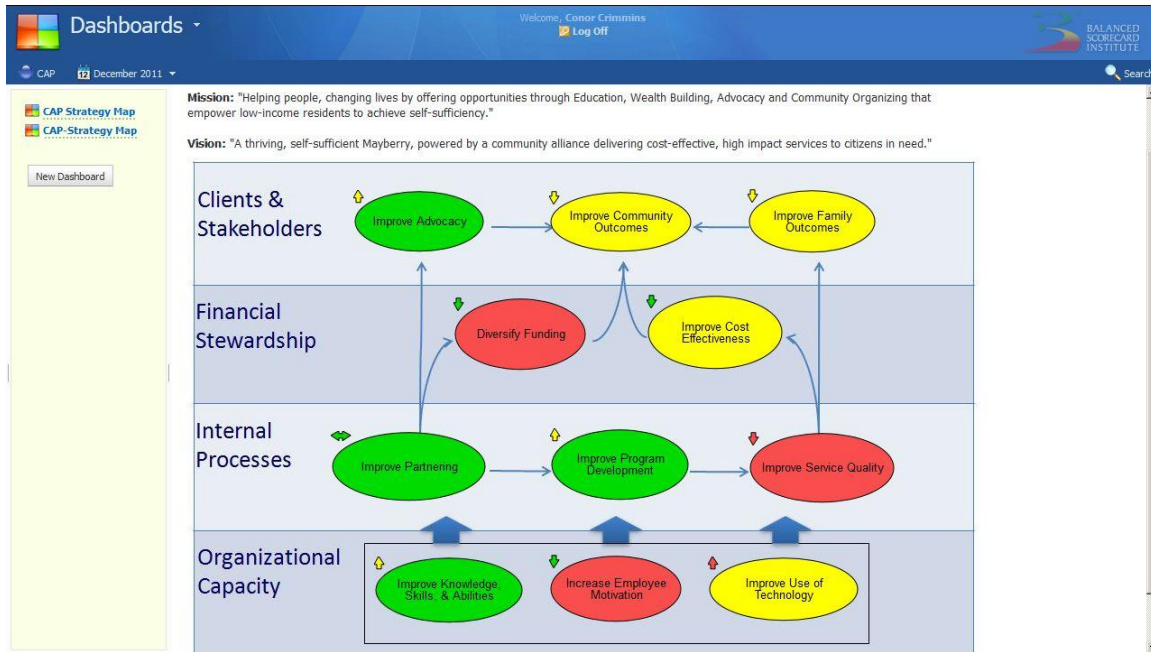 Dashboards
Welcome, Conor Crimmins
Log Off
BALANCED
SCORECARD
INSTITUTE
CAP
12 December 2011
Search
CAP Strategy Map
CAP-Strategy Map
New Dashboard
Mission: "Helping people, changing lives by offering opportunities through Education, Wealth Building, Advocacy and Community Organizing that
empower low-income residents to achieve self-sufficiency."
Vision: "A thriving, self-sufficient Mayberry, powered by a community alliance delivering cost-effective, high impact services to citizens in need."
Clients &
Stakeholders
Improve Advocacy
Improve Community
Outcomes
Improve Family
Outcomes
Financial
Stewardship
Diversify Funding
Improve Cost
Effectiveness
Internal
Processes
Improve Partnering
Improve Program
Development
Improve Service Quality
Organizational
Capacity
Improve Knowledge,
Skills, & Abilities
Increase Employee
Motivation
Improve Use of
Technology